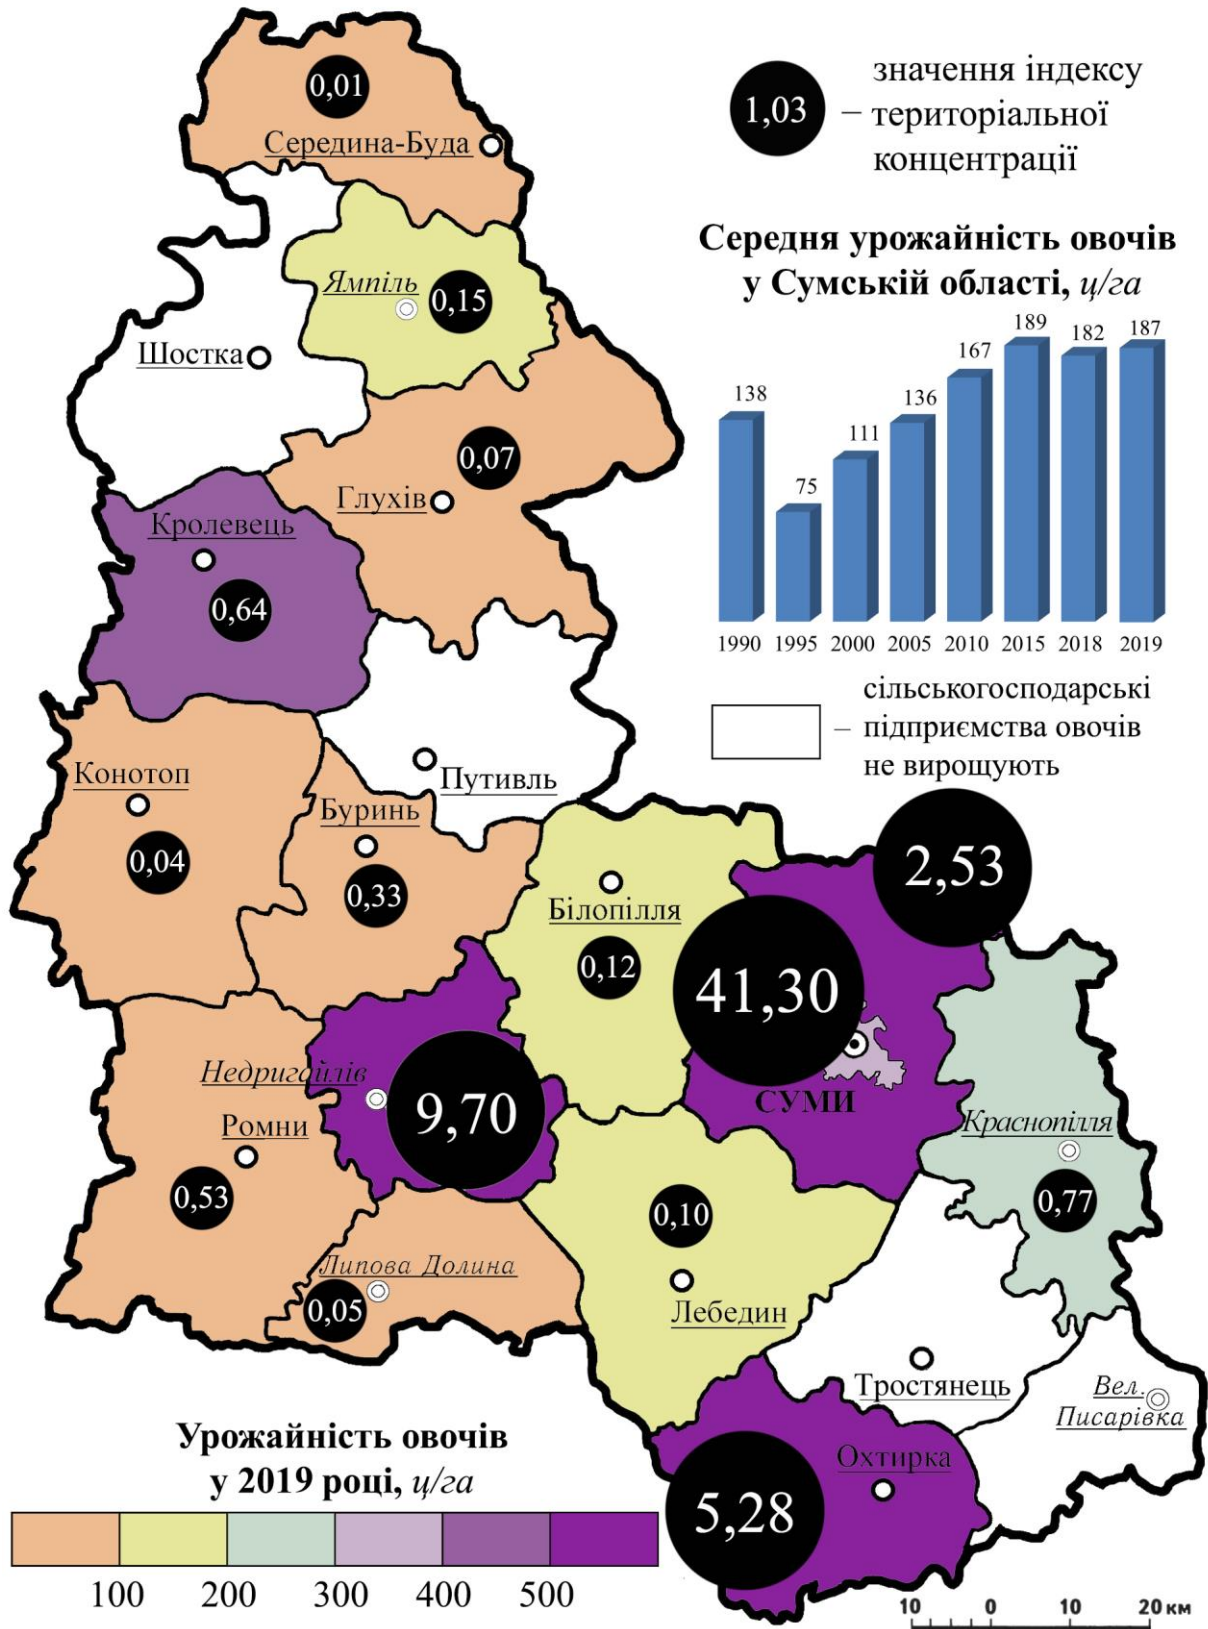 0,01
Середина-Буда
1,03
значення індексу
– територіальної
концентрації
Середня урожайність овочів
у Сумській області, ц/га
138
75
111
136
167
189
182
187
1990 1995 2000 2005 2010 2015 2018 2019
сільськогосподарські
– підприємства овочів
не вирощують
Ямпіль
0,15
Шостка
0,07
Глухів
Кролевець
0,64
Путивль
Конотоп
0,04
Буринь
0,33
Білопілля
0,12
2,53
41,30
СУМИ
Недригайлів
9,70
Ромни
0,53
Краснопілля
0,77
0,10
Лебедин
Липова Долина
0,05
Тростянець
Вел.
Писарівка
Охтирка
5,28
Урожайність овочів
у 2019 році, ц/га
100 200 300 400 500
10 0 10 20 км